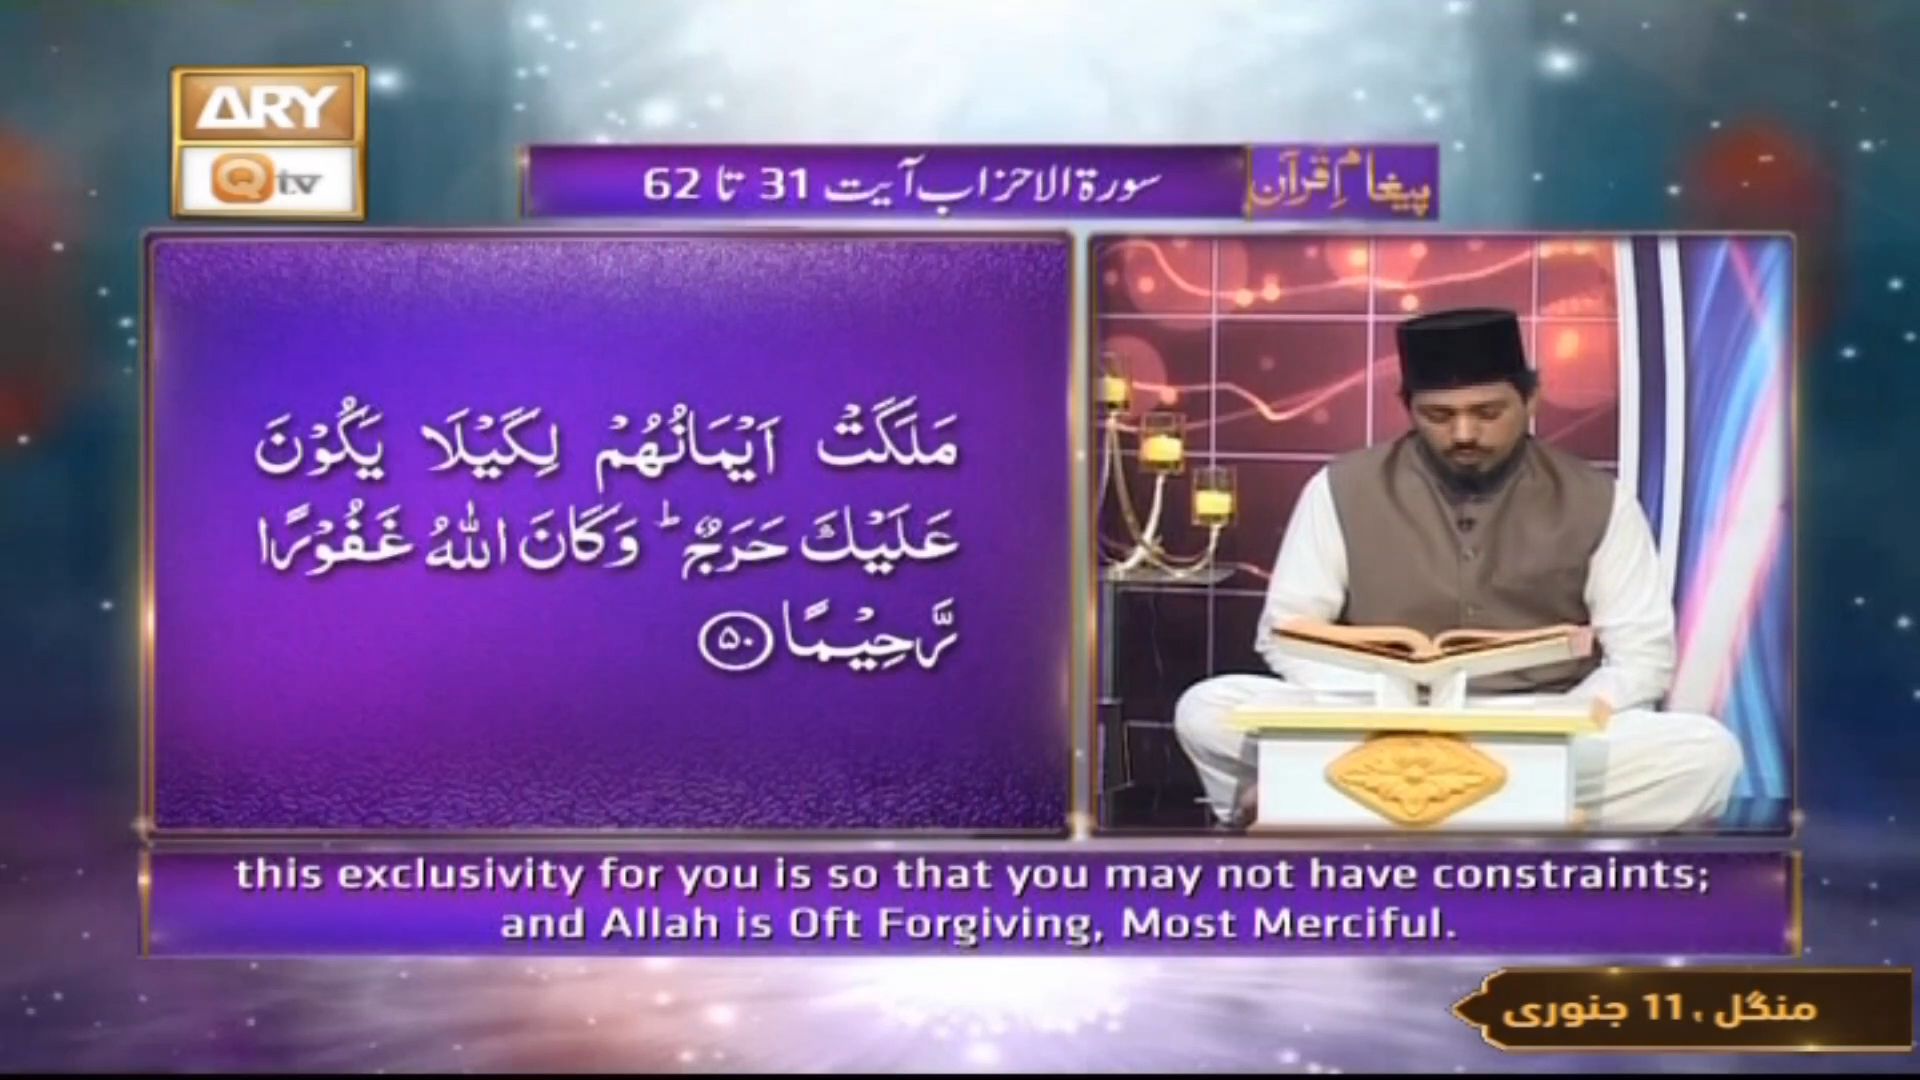 ARY
Qtv
پیغامِ قرآن
سورۃ الاحزاب آیت 31 تا 62
مَلَكَتْ اَيْمَانُهُمْ لِكَيْلَا يَكُوْنَ
عَلَيْكَ حَرَجٌ ؕ وَكَانَ اللّٰهُ غَفُوْرًا
رَّحِيْمًا ۵۰
this exclusivity for you is so that you may not have constraints;
and Allah is Oft Forgiving, Most Merciful.
منگل ، 11 جنوری